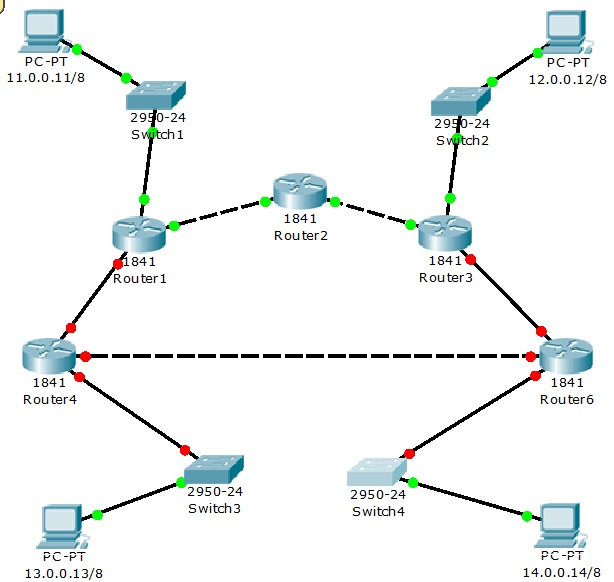 PC-PT
11.0.0.11/8
PC-PT
12.0.0.12/8
2950-24
Switch1
2950-24
Switch2
1841
Router2
1841
Router1
1841
Router3
1841
Router4
1841
Router6
2950-24
Switch3
2950-24
Switch4
PC-PT
13.0.0.13/8
PC-PT
14.0.0.14/8